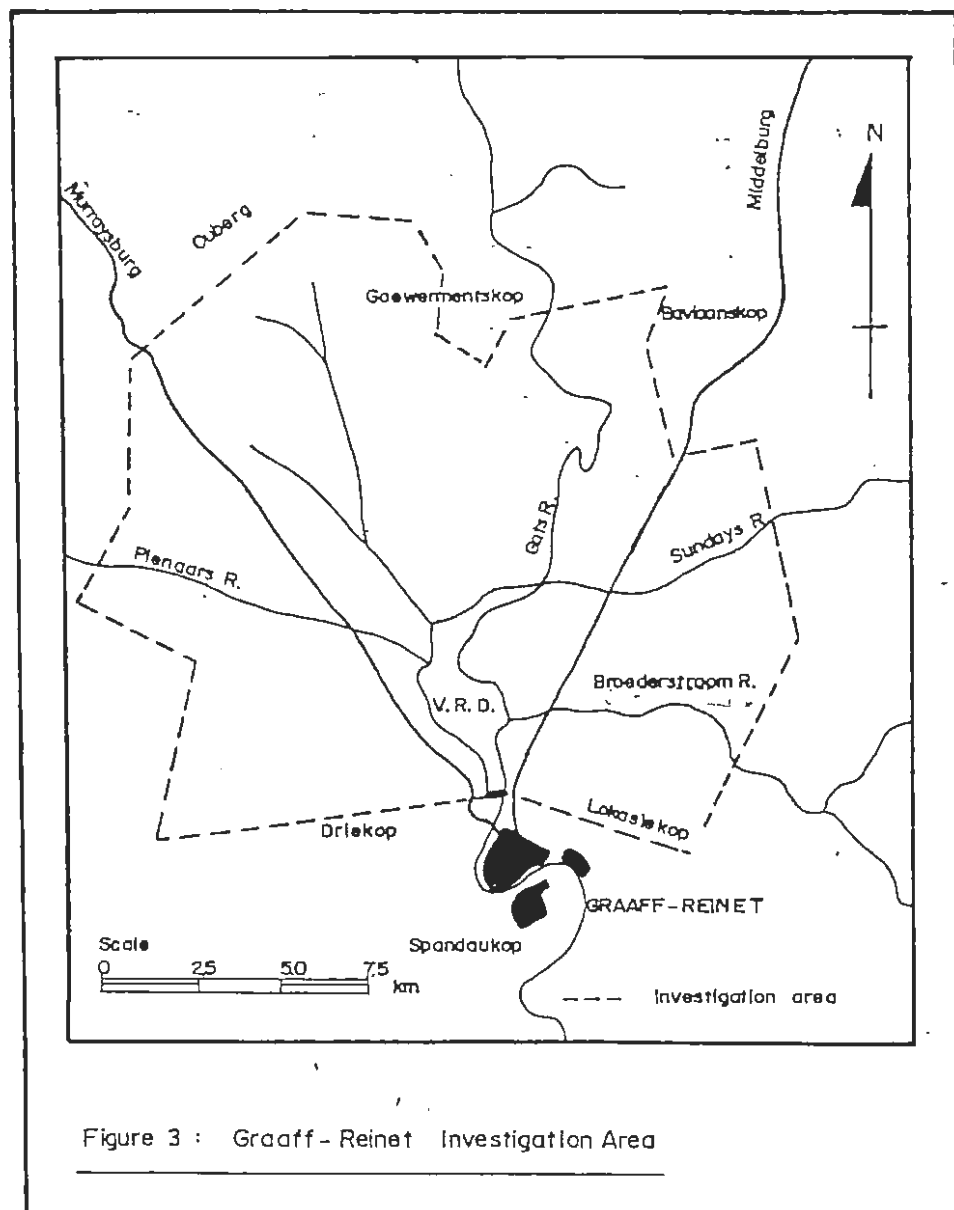 N
Middelburg
Murraysburg
Ouberg
Goewermentskop
Baviaanskop
Gats R.
Sundays R.
Pienaars R.
Broederstroom R.
V. R. D.
Driekop
Lokasiekop
GRAAFF-REINET
Spandaukop
Scale
0 2,5 5,0 7,5
km
Investigation area
Figure 3 : Graaff-Reinet Investigation Area